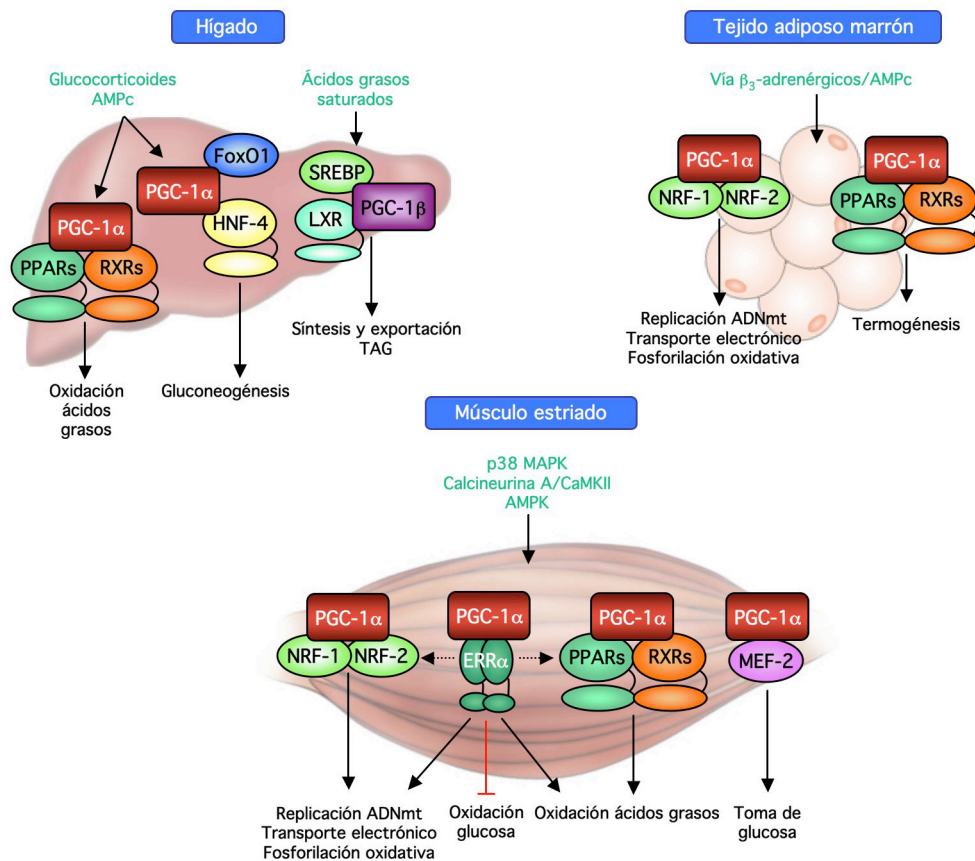 Hígado
Glucocorticoides
AMPc
Ácidos grasos
saturados
FoxO1
SREBP
PGC-1α
PGC-1β
LXR
HNF-4
PGC-1α
PPARs
RXRs
Síntesis y exportación
TAG
Oxidación
ácidos
grasos
Gluconeogénesis
Tejido adiposo marrón
Vía β₃-adrenérgicos/AMPc
PGC-1α
PGC-1α
NRF-1
NRF-2
PPARs
RXRs
Replicación ADNmt
Transporte electrónico
Fosforilación oxidativa
Termogénesis
Músculo estriado
p38 MAPK
Calcineurina A/CaMKII
AMPK
PGC-1α
PGC-1α
PGC-1α
PGC-1α
NRF-1
NRF-2
ERRα
PPARs
RXRs
MEF-2
Replicación ADNmt
Transporte electrónico
Fosforilación oxidativa
Oxidación
glucosa
Oxidación ácidos grasos
Toma de
glucosa